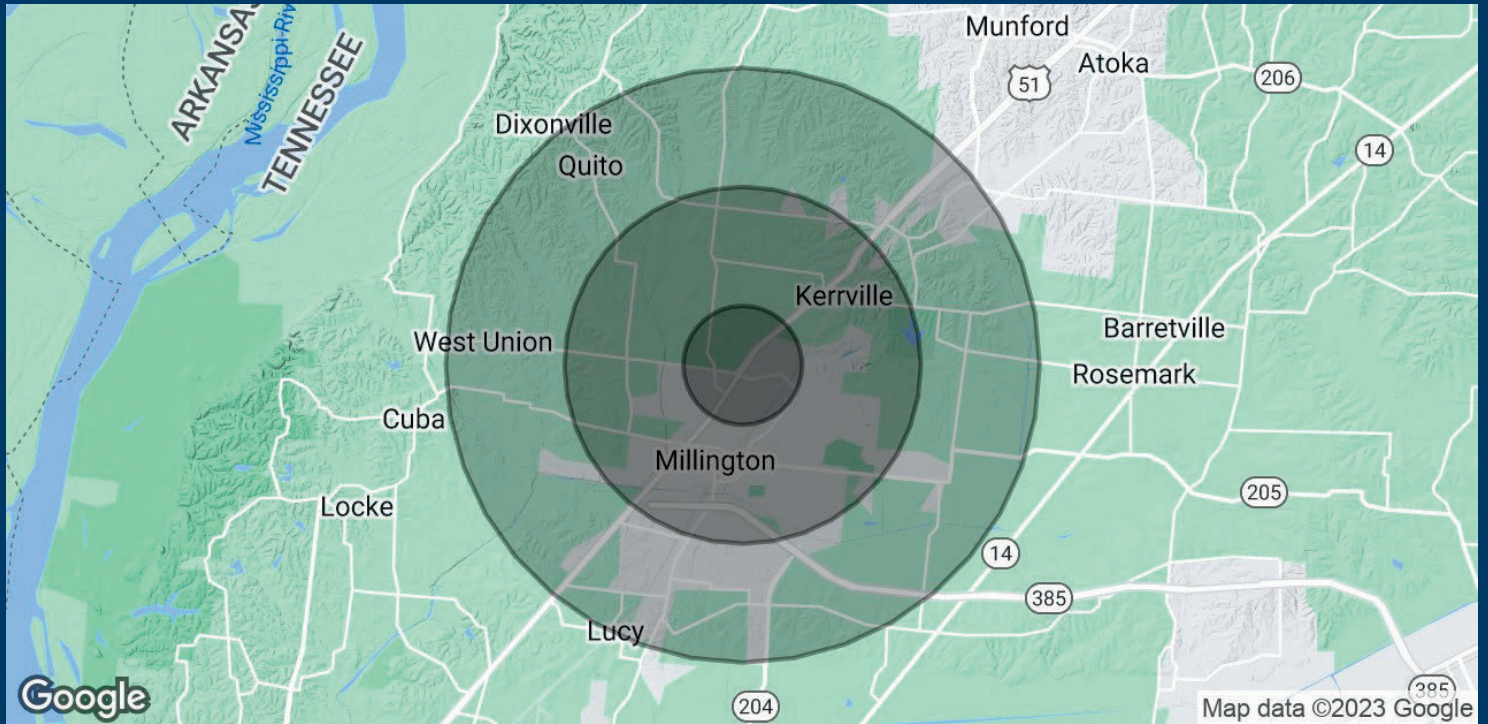 ARKANSAS
Mississippi Riv
TENNESSEE
Munford
51
Atoka
206
14
Dixonville
Quito
Kerrville
West Union
Barretville
Rosemark
Cuba
Millington
Locke
205
14
385
Lucy
204
385
Google
Map data ©2023 Google